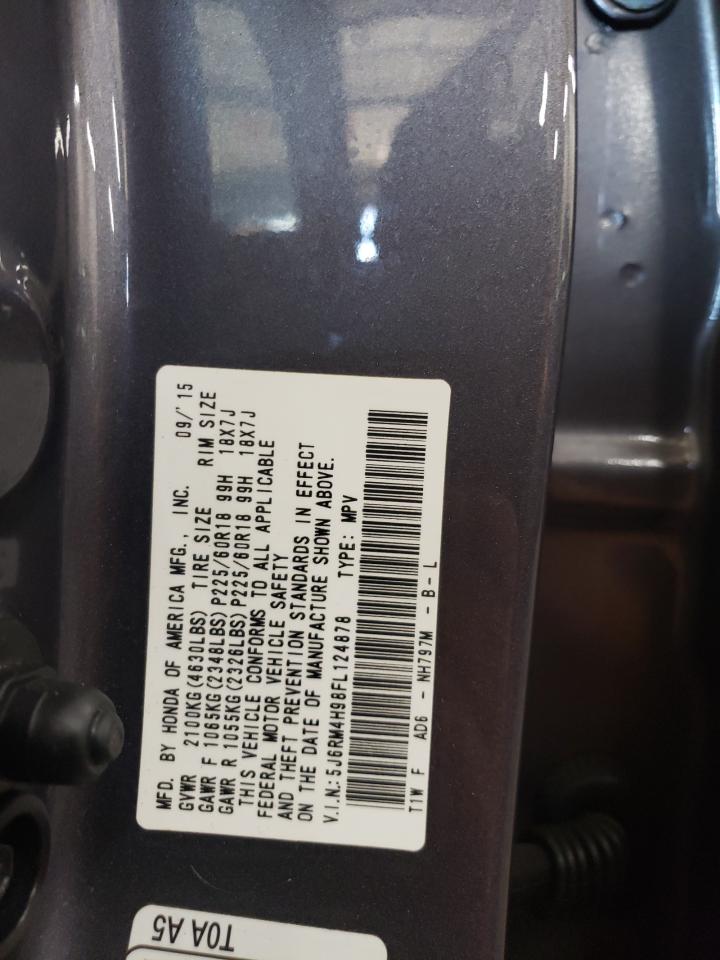 MFD. BY HONDA OF AMERICA MFG., INC. 09/'15
GVWR 2100KG(4630LBS) TIRE SIZE RIM SIZE
GAWR F 1065KG(2348LBS)P225/60R18 99H 18X7J
GAWR R 1055KG(2326LBS)P225/60R18 99H 18X7J
THIS VEHICLE CONFORMS TO ALL APPLICABLE
FEDERAL MOTOR VEHICLE SAFETY
AND THEFT PREVENTION STANDARDS IN EFFECT
ON THE DATE OF MANUFACTURE SHOWN ABOVE.
V.I.N.:5J6RM4H98FL124878 TYPE: MPV
T1W F AD6 - NH797M - B - L
T0A A5